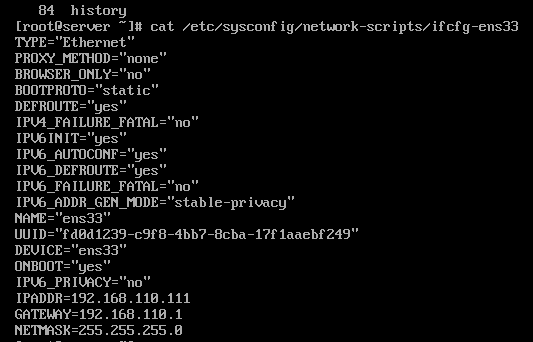 84  history
[root@server ~]# cat /etc/sysconfig/network-scripts/ifcfg-ens33
TYPE="Ethernet"
PROXY_METHOD="none"
BROWSER_ONLY="no"
BOOTPROTO="static"
DEFROUTE="yes"
IPV4_FAILURE_FATAL="no"
IPV6INIT="yes"
IPV6_AUTOCONF="yes"
IPV6_DEFROUTE="yes"
IPV6_FAILURE_FATAL="no"
IPV6_ADDR_GEN_MODE="stable-privacy"
NAME="ens33"
UUID="fd0d1239-c9f8-4bb7-8cba-17f1aaebf249"
DEVICE="ens33"
ONBOOT="yes"
IPV6_PRIVACY="no"
IPADDR=192.168.110.111
GATEWAY=192.168.110.1
NETMASK=255.255.255.0